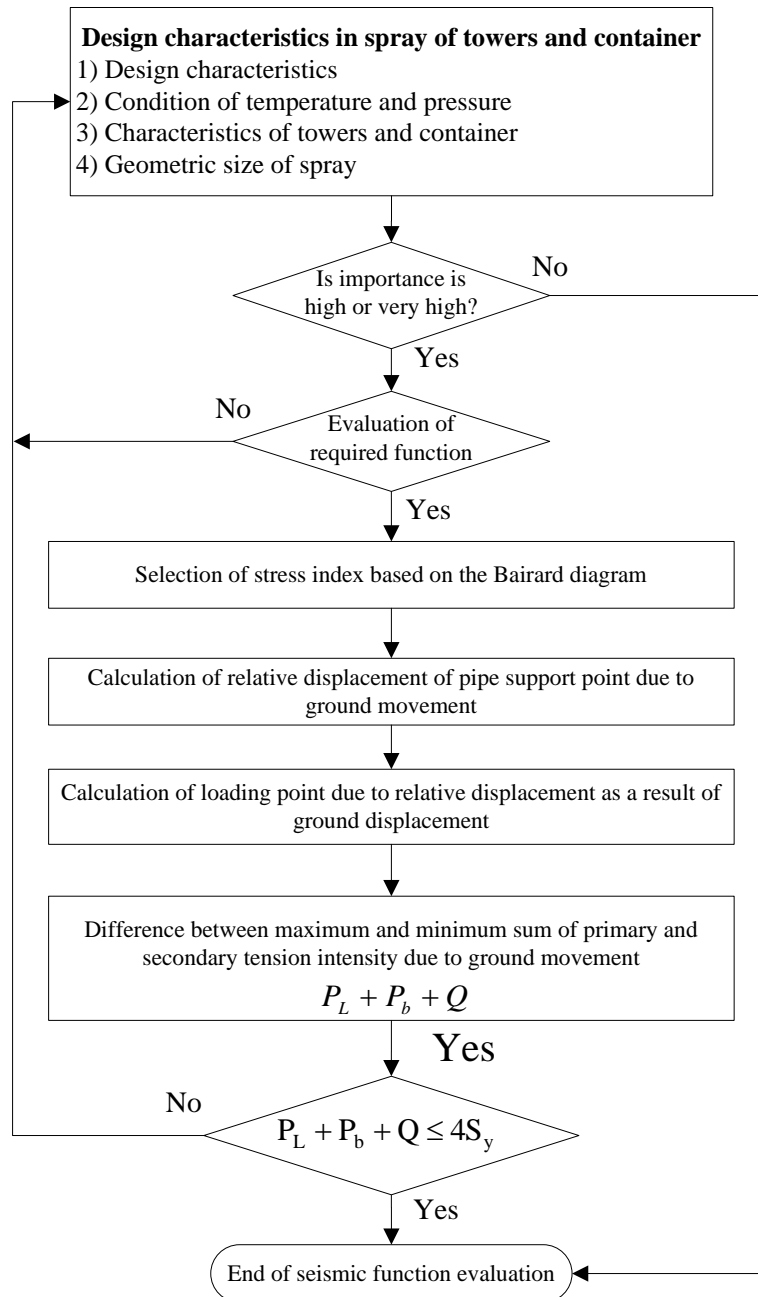 Design characteristics in spray of towers and container
1) Design characteristics
2) Condition of temperature and pressure
3) Characteristics of towers and container
4) Geometric size of spray
Is importance is
high or very high?
No
Yes
No
Evaluation of
required function
Yes
Selection of stress index based on the Bairard diagram
Calculation of relative displacement of pipe support point due to
ground movement
Calculation of loading point due to relative displacement as a result of
ground displacement
Difference between maximum and minimum sum of primary and
secondary tension intensity due to ground movement
P_L + P_b + Q
Yes
No
P_L + P_b + Q ≤ 4S_y
Yes
End of seismic function evaluation